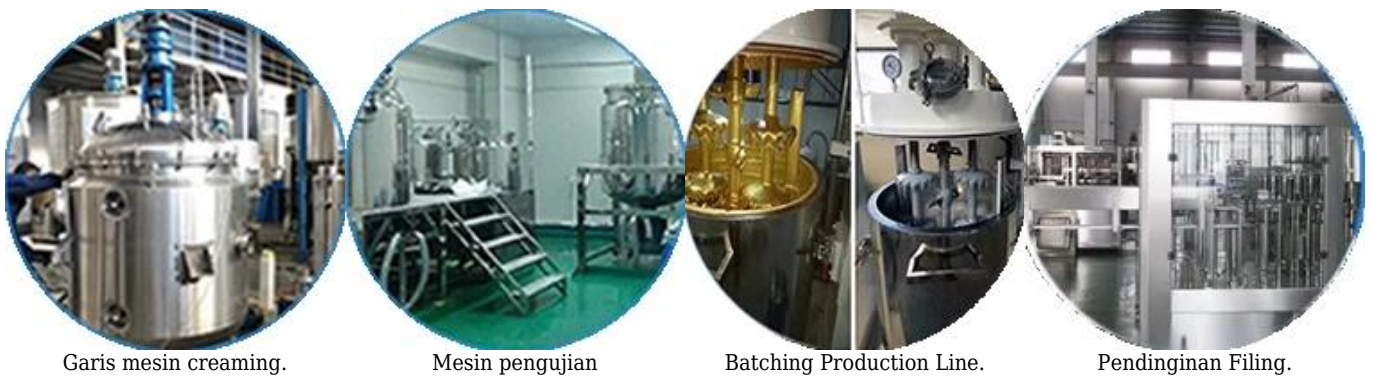 Garis mesin creaming.
Mesin pengujian
Batching Production Line.
Pendinginan Filing.